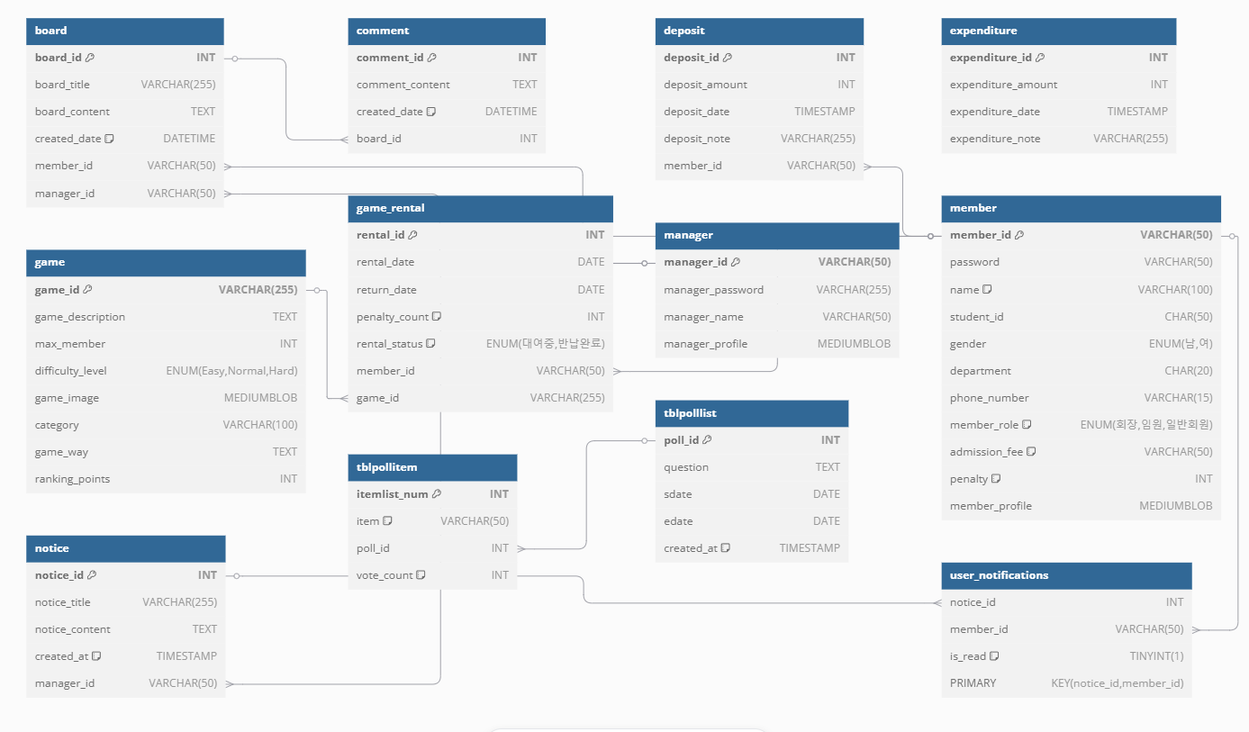 board
board_id INT
board_title VARCHAR(255)
board_content TEXT
created_date DATETIME
member_id VARCHAR(50)
manager_id VARCHAR(50)
comment
comment_id INT
comment_content TEXT
created_date DATETIME
board_id INT
deposit
deposit_id INT
deposit_amount INT
deposit_date TIMESTAMP
deposit_note VARCHAR(255)
member_id VARCHAR(50)
expenditure
expenditure_id INT
expenditure_amount INT
expenditure_date TIMESTAMP
expenditure_note VARCHAR(255)
game
game_id VARCHAR(255)
game_description TEXT
max_member INT
difficulty_level ENUM(Easy,Normal,Hard)
game_image MEDIUMBLOB
category VARCHAR(100)
game_way TEXT
ranking_points INT
game_rental
rental_id INT
rental_date DATE
return_date DATE
penalty_count INT
rental_status ENUM(대여중,반납완료)
member_id VARCHAR(50)
game_id VARCHAR(255)
manager
manager_id VARCHAR(50)
manager_password VARCHAR(255)
manager_name VARCHAR(50)
manager_profile MEDIUMBLOB
member
member_id VARCHAR(50)
password VARCHAR(50)
name VARCHAR(100)
student_id CHAR(50)
gender ENUM(남,여)
department CHAR(20)
phone_number VARCHAR(15)
member_role ENUM(회장,임원,일반회원)
admission_fee VARCHAR(50)
penalty INT
member_profile MEDIUMBLOB
tblpollitem
itemlist_num INT
item VARCHAR(50)
poll_id INT
vote_count INT
tblpolllist
poll_id INT
question TEXT
sdate DATE
edate DATE
created_at TIMESTAMP
notice
notice_id INT
notice_title VARCHAR(255)
notice_content TEXT
created_at TIMESTAMP
manager_id VARCHAR(50)
user_notifications
notice_id INT
member_id VARCHAR(50)
is_read TINYINT(1)
PRIMARY KEY(notice_id,member_id)